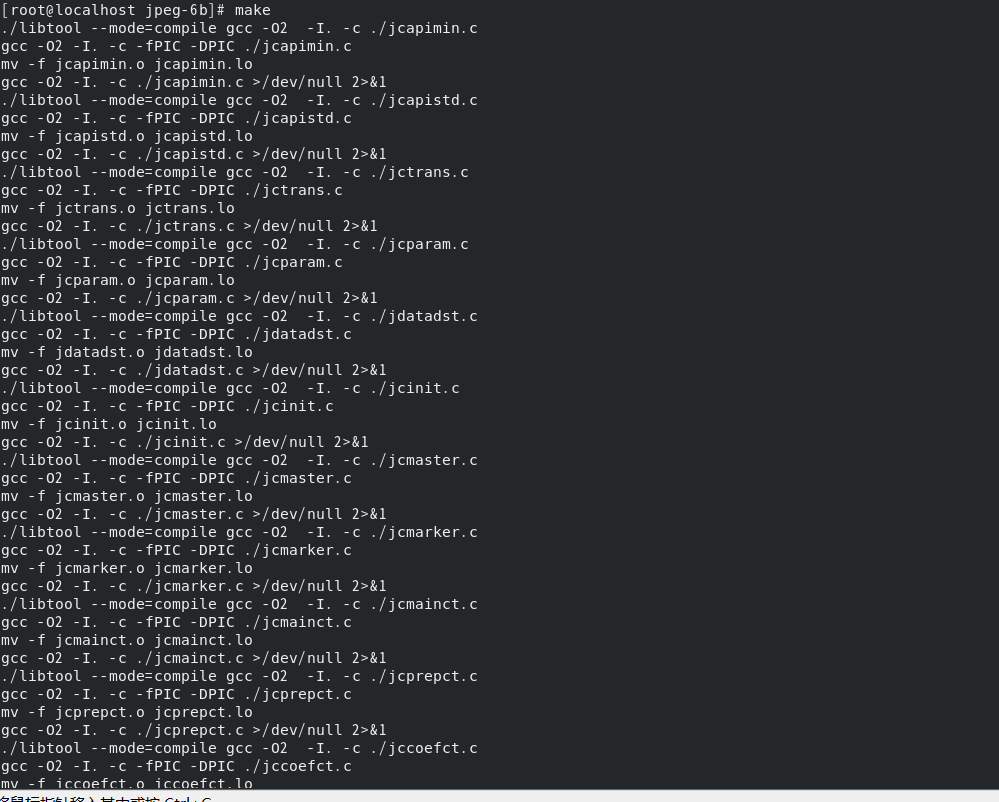 [root@localhost jpeg-6b]# make
./libtool --mode=compile gcc -O2  -I. -c ./jcapimin.c
gcc -O2 -I. -c -fPIC -DPIC ./jcapimin.c
mv -f jcapimin.o jcapimin.lo
gcc -O2 -I. -c ./jcapimin.c >/dev/null 2>&1
./libtool --mode=compile gcc -O2  -I. -c ./jcapistd.c
gcc -O2 -I. -c -fPIC -DPIC ./jcapistd.c
mv -f jcapistd.o jcapistd.lo
gcc -O2 -I. -c ./jcapistd.c >/dev/null 2>&1
./libtool --mode=compile gcc -O2  -I. -c ./jctrans.c
gcc -O2 -I. -c -fPIC -DPIC ./jctrans.c
mv -f jctrans.o jctrans.lo
gcc -O2 -I. -c ./jctrans.c >/dev/null 2>&1
./libtool --mode=compile gcc -O2  -I. -c ./jcparam.c
gcc -O2 -I. -c -fPIC -DPIC ./jcparam.c
mv -f jcparam.o jcparam.lo
gcc -O2 -I. -c ./jcparam.c >/dev/null 2>&1
./libtool --mode=compile gcc -O2  -I. -c ./jdatadst.c
gcc -O2 -I. -c -fPIC -DPIC ./jdatadst.c
mv -f jdatadst.o jdatadst.lo
gcc -O2 -I. -c ./jdatadst.c >/dev/null 2>&1
./libtool --mode=compile gcc -O2  -I. -c ./jcinit.c
gcc -O2 -I. -c -fPIC -DPIC ./jcinit.c
mv -f jcinit.o jcinit.lo
gcc -O2 -I. -c ./jcinit.c >/dev/null 2>&1
./libtool --mode=compile gcc -O2  -I. -c ./jcmaster.c
gcc -O2 -I. -c -fPIC -DPIC ./jcmaster.c
mv -f jcmaster.o jcmaster.lo
gcc -O2 -I. -c ./jcmaster.c >/dev/null 2>&1
./libtool --mode=compile gcc -O2  -I. -c ./jcmarker.c
gcc -O2 -I. -c -fPIC -DPIC ./jcmarker.c
mv -f jcmarker.o jcmarker.lo
gcc -O2 -I. -c ./jcmarker.c >/dev/null 2>&1
./libtool --mode=compile gcc -O2  -I. -c ./jcmainct.c
gcc -O2 -I. -c -fPIC -DPIC ./jcmainct.c
mv -f jcmainct.o jcmainct.lo
gcc -O2 -I. -c ./jcmainct.c >/dev/null 2>&1
./libtool --mode=compile gcc -O2  -I. -c ./jcprepct.c
gcc -O2 -I. -c -fPIC -DPIC ./jcprepct.c
mv -f jcprepct.o jcprepct.lo
gcc -O2 -I. -c ./jcprepct.c >/dev/null 2>&1
./libtool --mode=compile gcc -O2  -I. -c ./jccoefct.c
gcc -O2 -I. -c -fPIC -DPIC ./jccoefct.c
mv -f jccoefct.o jccoefct.lo